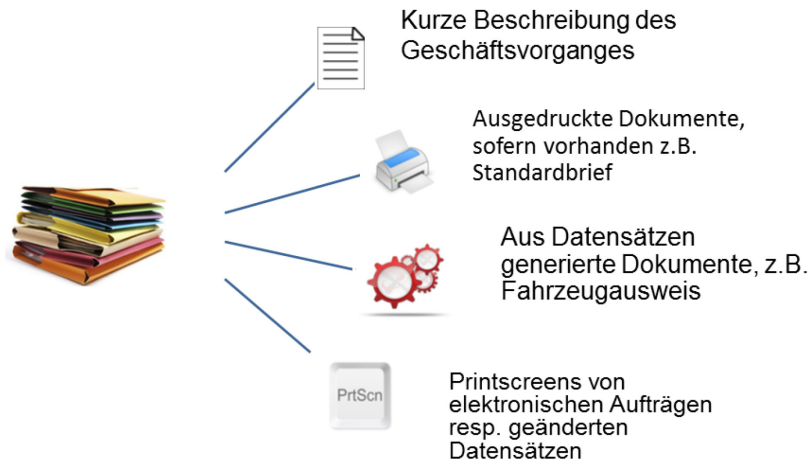 Kurze Beschreibung des
Geschäftsvorganges
Ausgedruckte Dokumente,
sofern vorhanden z.B.
Standardbrief
Aus Datensätzen
generierte Dokumente, z.B.
Fahrzeugausweis
PrtScn
Printscreens von
elektronischen Aufträgen
resp. geänderten
Datensätzen